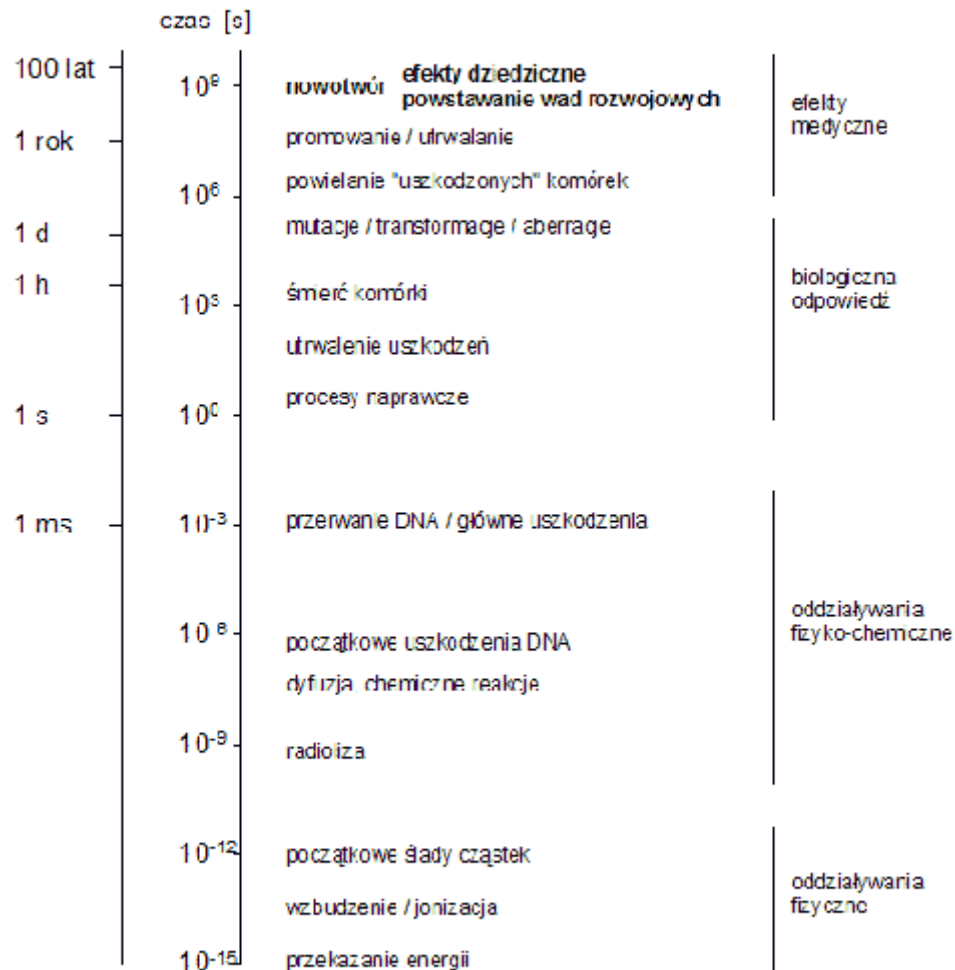 czas [s]
100 lat
10⁹
nowotwór
efekty dziedziczne
powstawanie wad rozwojowych
efekty
medyczne
1 rok
promowanie / utrwalanie
10⁶
powielanie "uszkodzonych" komórek
1 d
mutacje / transformacje / aberracje
1 h
10³
śmierć komórki
biologiczna
odpowiedź
utrwalenie uszkodzeń
procesy naprawcze
1 s
10⁰
1 ms
10⁻³
przerwanie DNA / główne uszkodzenia
oddziaływania
fizyko-chemiczne
10⁻⁶
początkowe uszkodzenia DNA
dyfuzja, chemiczne reakcje
10⁻⁹
radioliza
10⁻¹²
początkowe ślady cząstek
oddziaływania
fizyczne
wzbudzenie / jonizacja
10⁻¹⁵
przekazanie energii